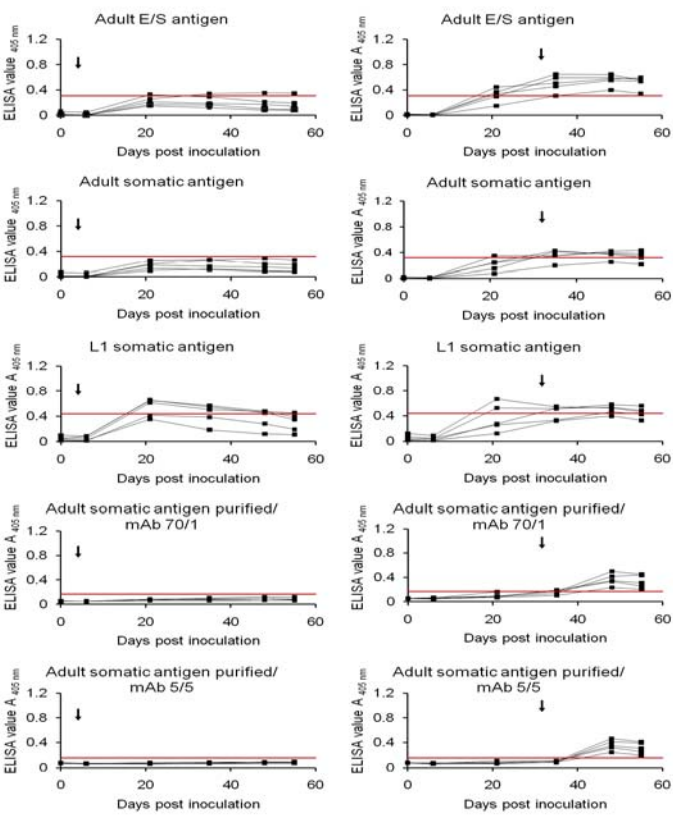 Adult E/S antigen
ELISA value A 405 nm
1.2
0.8
0.4
0
0 20 40 60
Days post inoculation
Adult E/S antigen
ELISA value A 405 nm
1.2
0.8
0.4
0
0 20 40 60
Days post inoculation
Adult somatic antigen
ELISA value A 405 nm
1.2
0.8
0.4
0
0 20 40 60
Days post inoculation
Adult somatic antigen
ELISA value A 405 nm
1.2
0.8
0.4
0
0 20 40 60
Days post inoculation
L1 somatic antigen
ELISA value A 405 nm
1.2
0.8
0.4
0
0 20 40 60
Days post inoculation
L1 somatic antigen
ELISA value A 405 nm
1.2
0.8
0.4
0
0 20 40 60
Days post inoculation
Adult somatic antigen purified/
mAb 70/1
ELISA value A 405 nm
1.2
0.8
0.4
0
0 20 40 60
Days post inoculation
Adult somatic antigen purified/
mAb 70/1
ELISA value A 405 nm
1.2
0.8
0.4
0
0 20 40 60
Days post inoculation
Adult somatic antigen purified/
mAb 5/5
ELISA value A 405 nm
1.2
0.8
0.4
0
0 20 40 60
Days post inoculation
Adult somatic antigen purified/
mAb 5/5
ELISA value A 405 nm
1.2
0.8
0.4
0
0 20 40 60
Days post inoculation